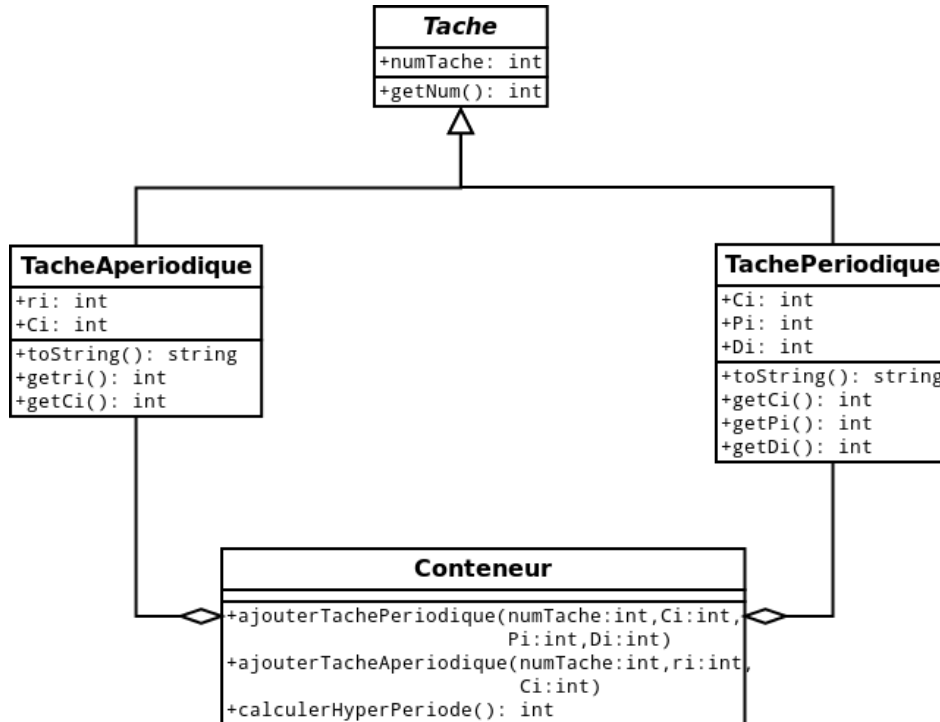 Tache
+numTache: int
+getNum(): int
TacheAperiodique
+ri: int
+Ci: int
+toString(): string
+getri(): int
+getCi(): int
TachePeriodique
+Ci: int
+Pi: int
+Di: int
+toString(): string
+getCi(): int
+getPi(): int
+getDi(): int
Conteneur
+ajouterTachePeriodique(numTache:int,Ci:int,
Pi:int,Di:int)
+ajouterTacheAperiodique(numTache:int,ri:int,
Ci:int)
+calculerHyperPeriode(): int